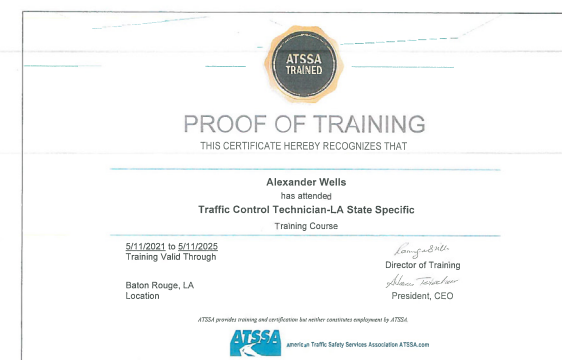 ATSSA
TRAINED
PROOF OF TRAINING
THIS CERTIFICATE HEREBY RECOGNIZES THAT
Alexander Wells
has attended
Traffic Control Technician-LA State Specific
Training Course
5/11/2021 to 5/11/2025
Training Valid Through
Director of Training
Baton Rouge, LA
Location
President, CEO
ATSSA provides training and certification but neither constitutes employment by ATSSA.
ATSSA
american Traffic Safety Services Association ATSSA.com